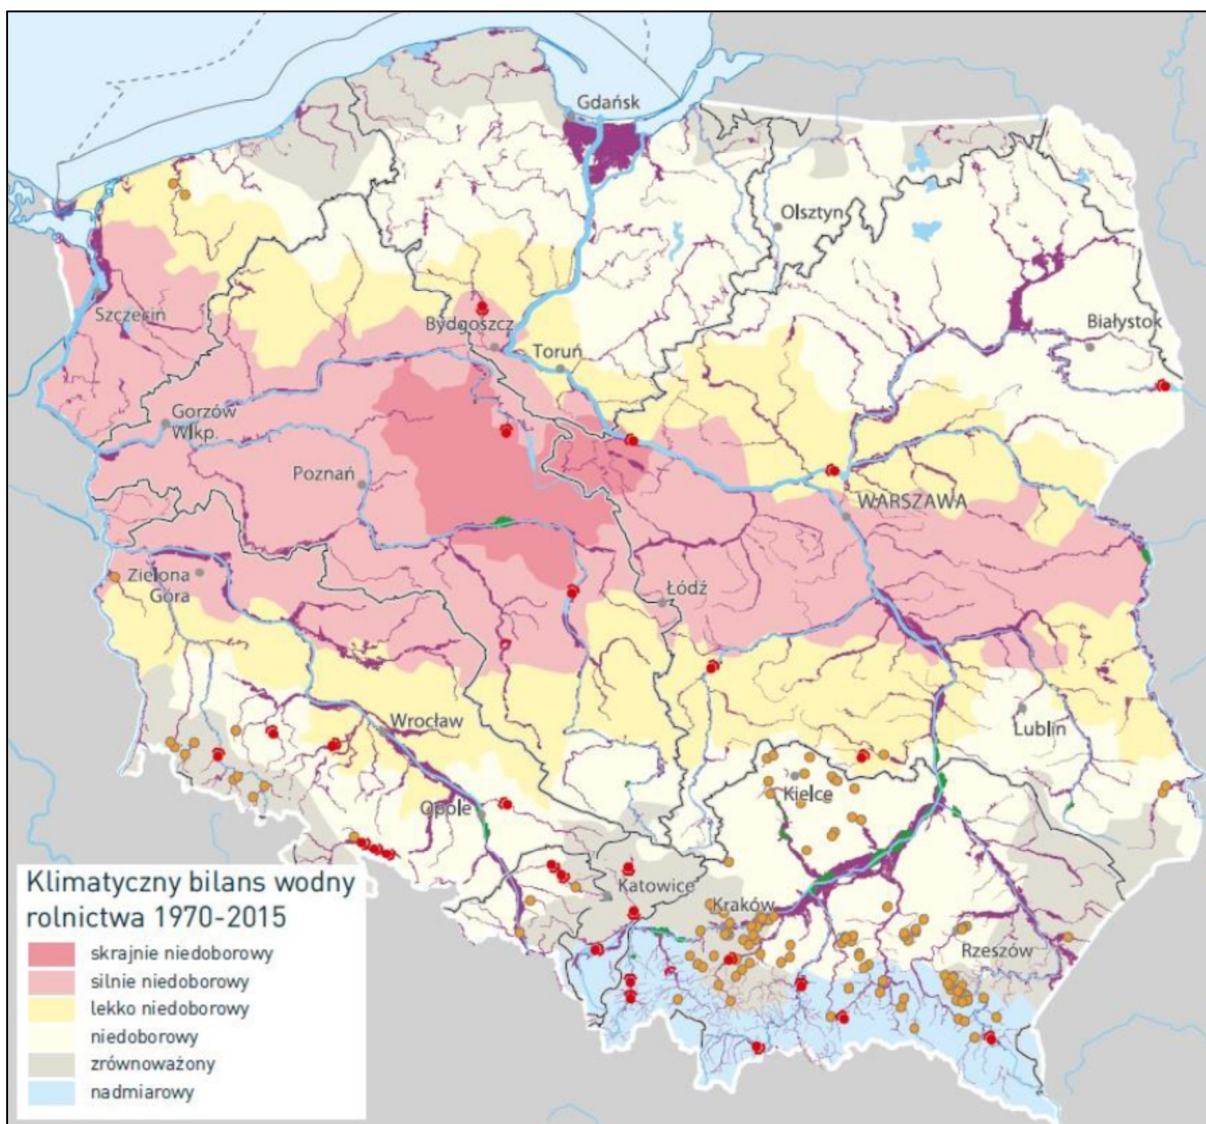 Gdańsk
Olsztyn
Szczecin
Bydgoszcz
Białystok
Toruń
Gorzów
Wlkp.
Poznań
WARSZAWA
Zielona
Góra
Łódź
Wrocław
Lublin
Kielce
Opole
Katowice
Kraków
Rzeszów
Klimatyczny bilans wodny
rolnictwa 1970-2015
skrajnie niedoborowy
silnie niedoborowy
lekko niedoborowy
niedoborowy
zrównoważony
nadmiarowy